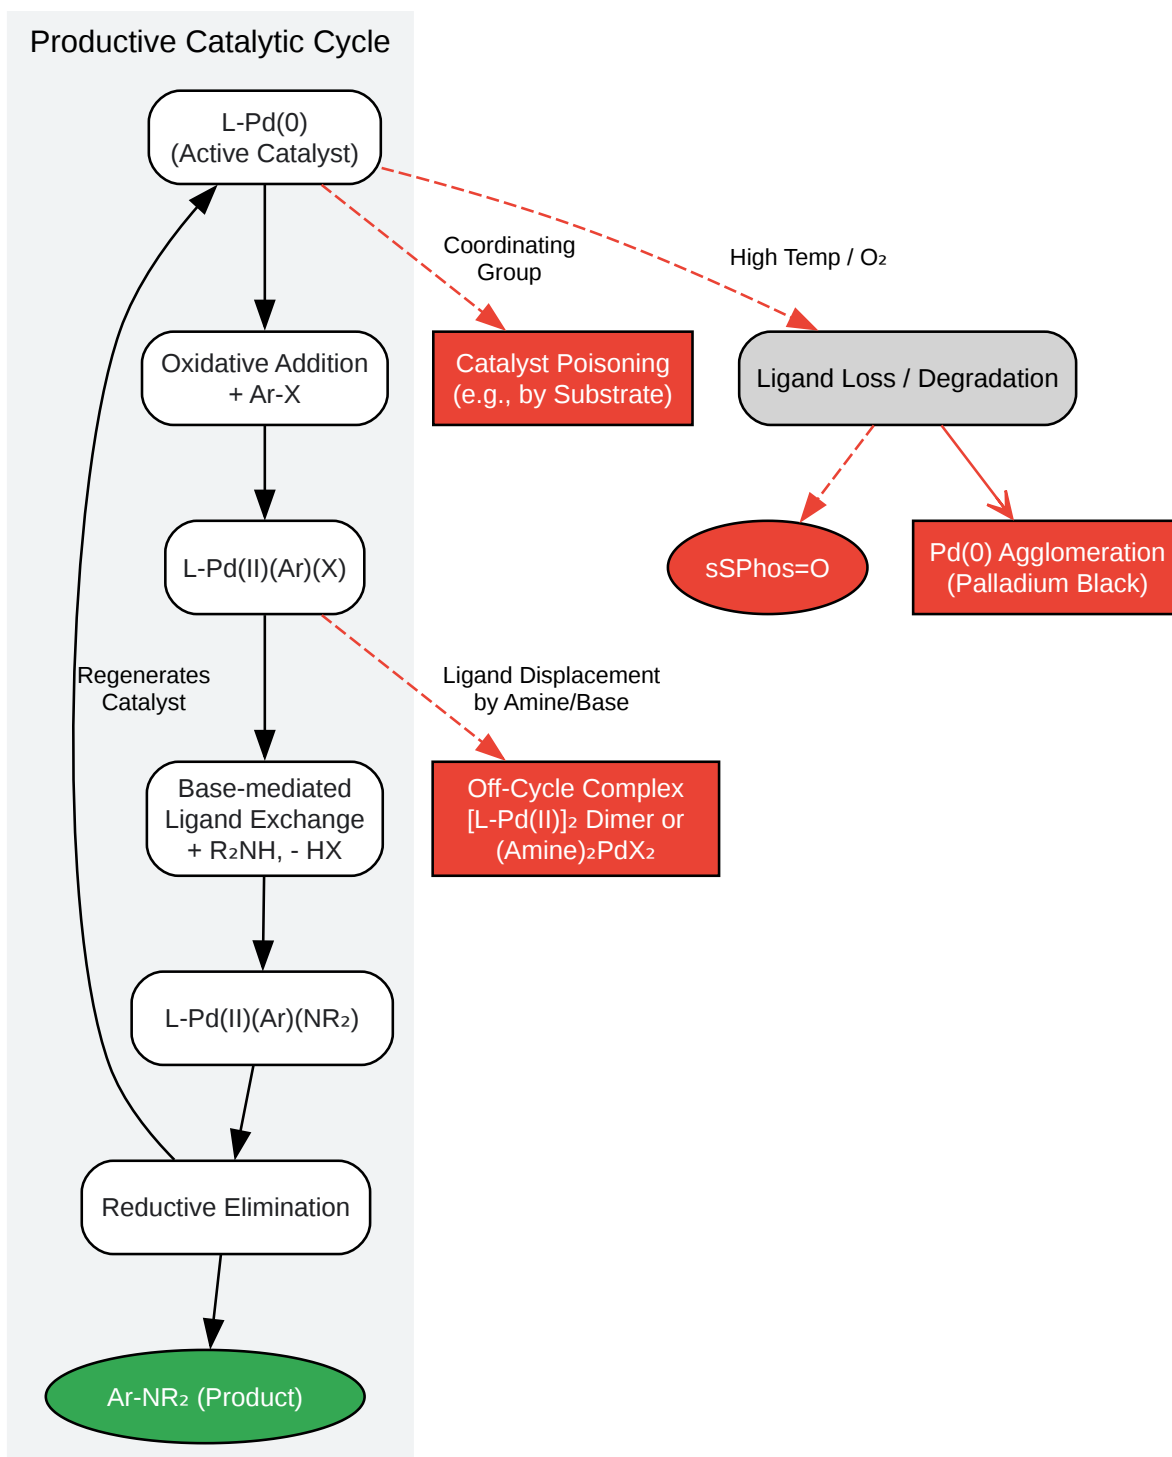 Productive Catalytic Cycle
L-Pd(0)
(Active Catalyst)
Coordinating
Group
High Temp / O₂
Oxidative Addition
+ Ar-X
Catalyst Poisoning
(e.g., by Substrate)
Ligand Loss / Degradation
L-Pd(II)(Ar)(X)
sSPhos=O
Pd(0) Agglomeration
(Palladium Black)
Regenerates
Catalyst
Ligand Displacement
by Amine/Base
Base-mediated
Ligand Exchange
+ R₂NH, - HX
Off-Cycle Complex
[L-Pd(II)]₂ Dimer or
(Amine)₂PdX₂
L-Pd(II)(Ar)(NR₂)
Reductive Elimination
Ar-NR₂ (Product)